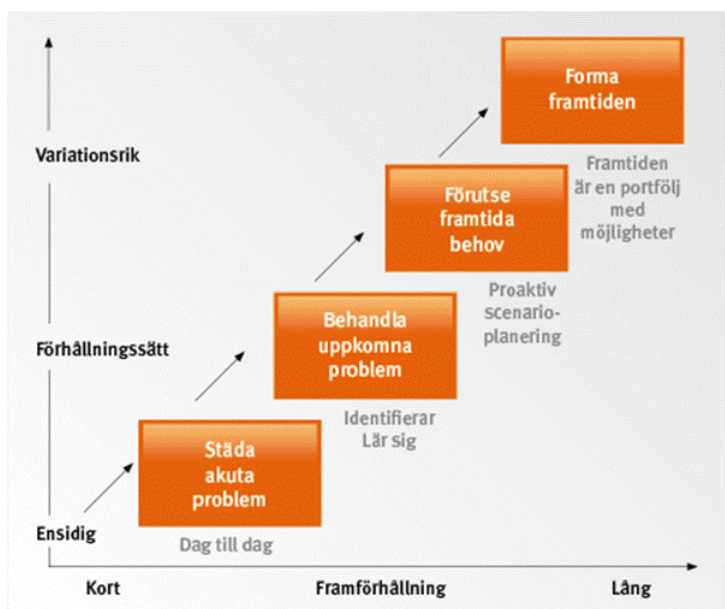 Forma
framtiden
Variationsrik
Framtiden
är en portfölj
med
möjligheter
Förutse
framtida
behov
Proaktiv
scenario-
planering
Behandla
uppkomna
problem
Förhållningssätt
Identifierar
Lär sig
Städa
akuta
problem
Ensidig
Dag till dag
Kort
Framförhållning
Lång